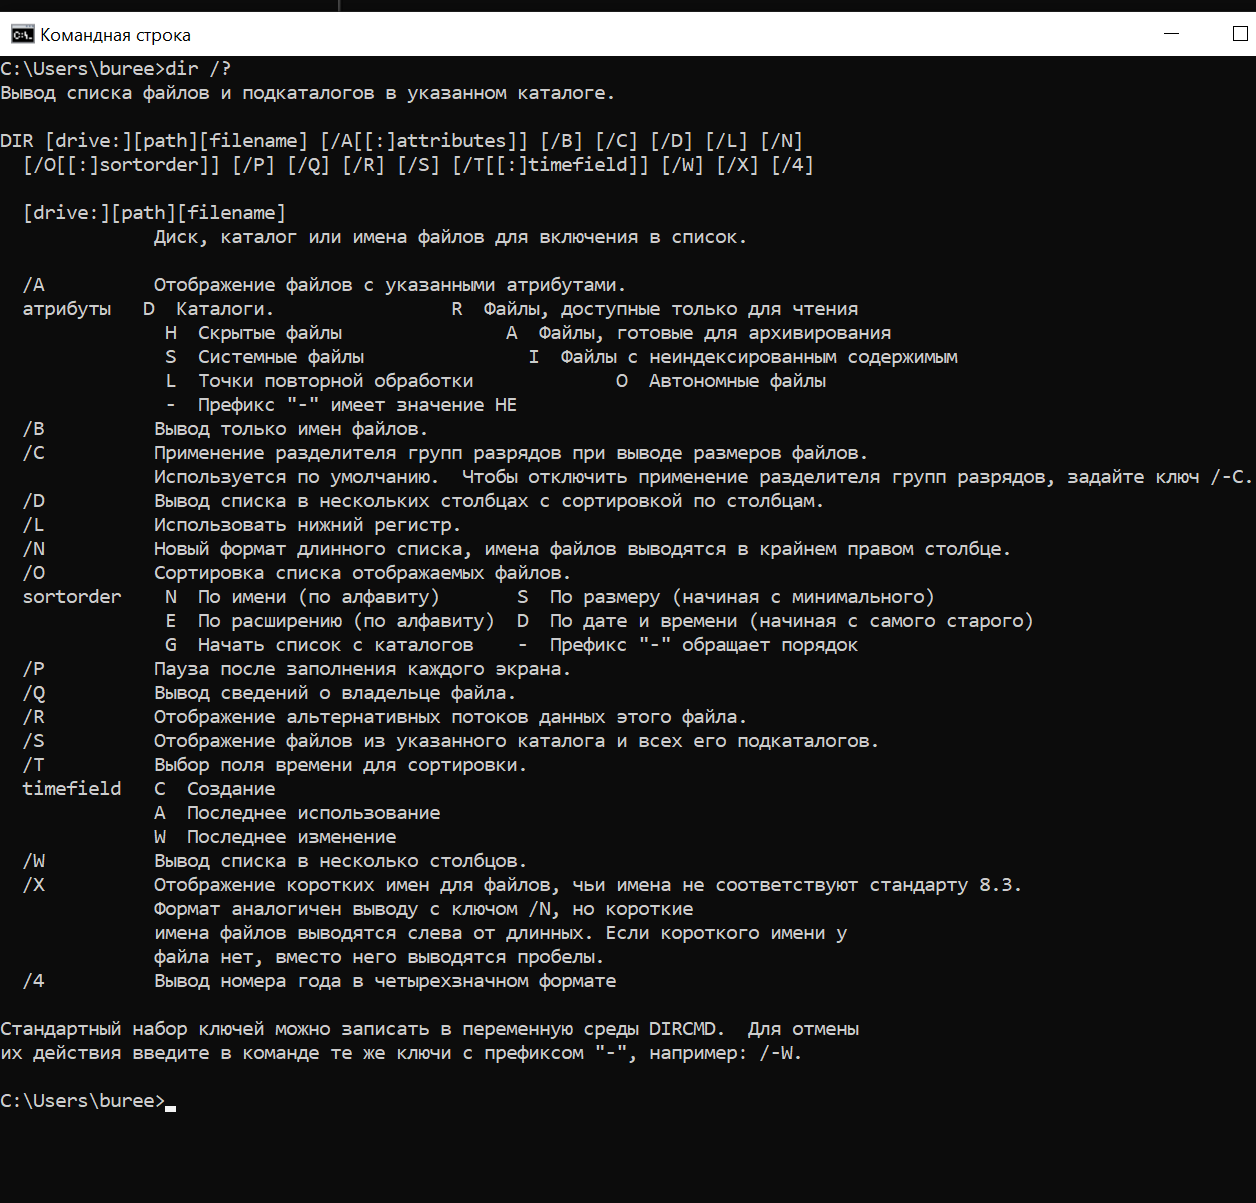 Командная строка
C:\Users\buree>dir /?
Вывод списка файлов и подкаталогов в указанном каталоге.
DIR [drive:][path][filename] [/A[[:]attributes]] [/B] [/C] [/D] [/L] [/N]
[/O[[:]sortorder]] [/P] [/Q] [/R] [/S] [/T[[:]timefield]] [/W] [/X] [/4]
[drive:][path][filename]
Диск, каталог или имена файлов для включения в список.
/A Отображение файлов с указанными атрибутами.
атрибуты D Каталоги. R Файлы, доступные только для чтения
H Скрытые файлы A Файлы, готовые для архивирования
S Системные файлы I Файлы с неиндексированным содержимым
L Точки повторной обработки O Автономные файлы
- Префикс "-" имеет значение НЕ
/B Вывод только имен файлов.
/C Применение разделителя групп разрядов при выводе размеров файлов.
Используется по умолчанию. Чтобы отключить применение разделителя групп разрядов, задайте ключ /-C.
/D Вывод списка в нескольких столбцах с сортировкой по столбцам.
/L Использовать нижний регистр.
/N Новый формат длинного списка, имена файлов выводятся в крайнем правом столбце.
/O Сортировка списка отображаемых файлов.
sortorder N По имени (по алфавиту) S По размеру (начиная с минимального)
E По расширению (по алфавиту) D По дате и времени (начиная с самого старого)
G Начать список с каталогов - Префикс "-" обращает порядок
/P Пауза после заполнения каждого экрана.
/Q Вывод сведений о владельце файла.
/R Отображение альтернативных потоков данных этого файла.
/S Отображение файлов из указанного каталога и всех его подкаталогов.
/T Выбор поля времени для сортировки.
timefield C Создание
A Последнее использование
W Последнее изменение
/W Вывод списка в несколько столбцов.
/X Отображение коротких имен для файлов, чьи имена не соответствуют стандарту 8.3.
Формат аналогичен выводу с ключом /N, но короткие
имена файлов выводятся слева от длинных. Если короткого имени у
файла нет, вместо него выводятся пробелы.
/4 Вывод номера года в четырехзначном формате
Стандартный набор ключей можно записать в переменную среды DIRCMD. Для отмены
их действия введите в команде те же ключи с префиксом "-", например: /-W.
C:\Users\buree>